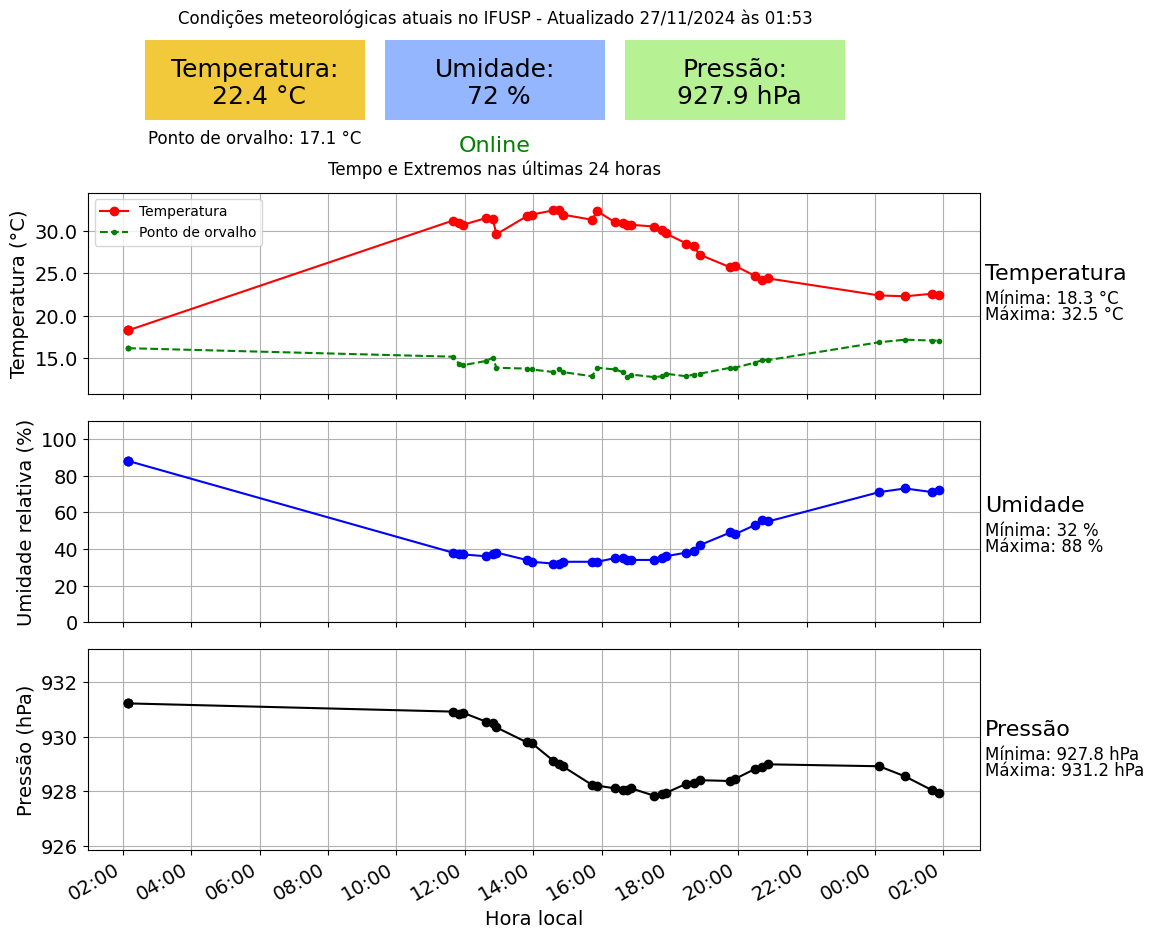 Condições meteorológicas atuais no IFUSP - Atualizado 27/11/2024 às 01:53
Temperatura:
22.4 °C
Umidade:
72 %
Pressão:
927.9 hPa
Ponto de orvalho: 17.1 °C
Online
Tempo e Extremos nas últimas 24 horas
Temperatura (°C)
30.0
25.0
20.0
15.0
Temperatura
Ponto de orvalho
Temperatura
Mínima: 18.3 °C
Máxima: 32.5 °C
Umidade relativa (%)
100
80
60
40
20
0
Umidade
Mínima: 32 %
Máxima: 88 %
Pressão (hPa)
932
930
928
926
Pressão
Mínima: 927.8 hPa
Máxima: 931.2 hPa
02:00 04:00 06:00 08:00 10:00 12:00 14:00 16:00 18:00 20:00 22:00 00:00 02:00
Hora local